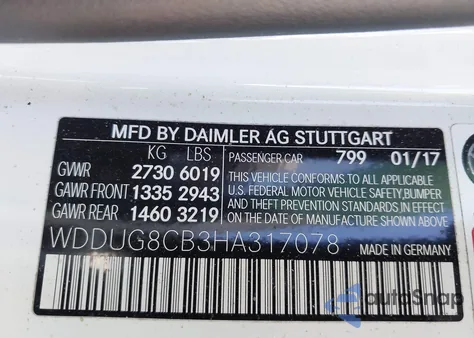 MFD BY DAIMLER AG STUTTGART
KG LBS
GVWR 2730 6019
GAWR FRONT 1335 2943
GAWR REAR 1460 3219
PASSENGER CAR 799 01/17
THIS VEHICLE CONFORMS TO ALL APPLICABLE
U.S. FEDERAL MOTOR VEHICLE SAFETY, BUMPER
AND THEFT PREVENTION STANDARDS IN EFFECT
ON THE DATE OF MANUFACTURE SHOWN ABOVE.
WDDUG8CB3HA317078
MADE IN GERMANY
autoSnap